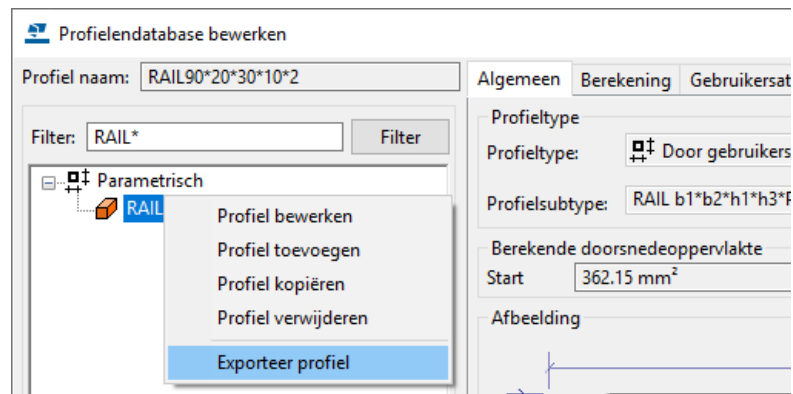 Profielendatabase bewerken
Profiel naam: RAIL90*20*30*10*2
Filter: RAIL* Filter
Parametrisch
RAIL
Profiel bewerken
Profiel toevoegen
Profiel kopiëren
Profiel verwijderen
Exporteer profiel
Algemeen Berekening Gebruikersat
Profieltype
Profieltype: Door gebruikers
Profielsubtype: RAIL b1*b2*h1*h3*
Berekende doorsnedeoppervlakte
Start 362.15 mm²
Afbeelding